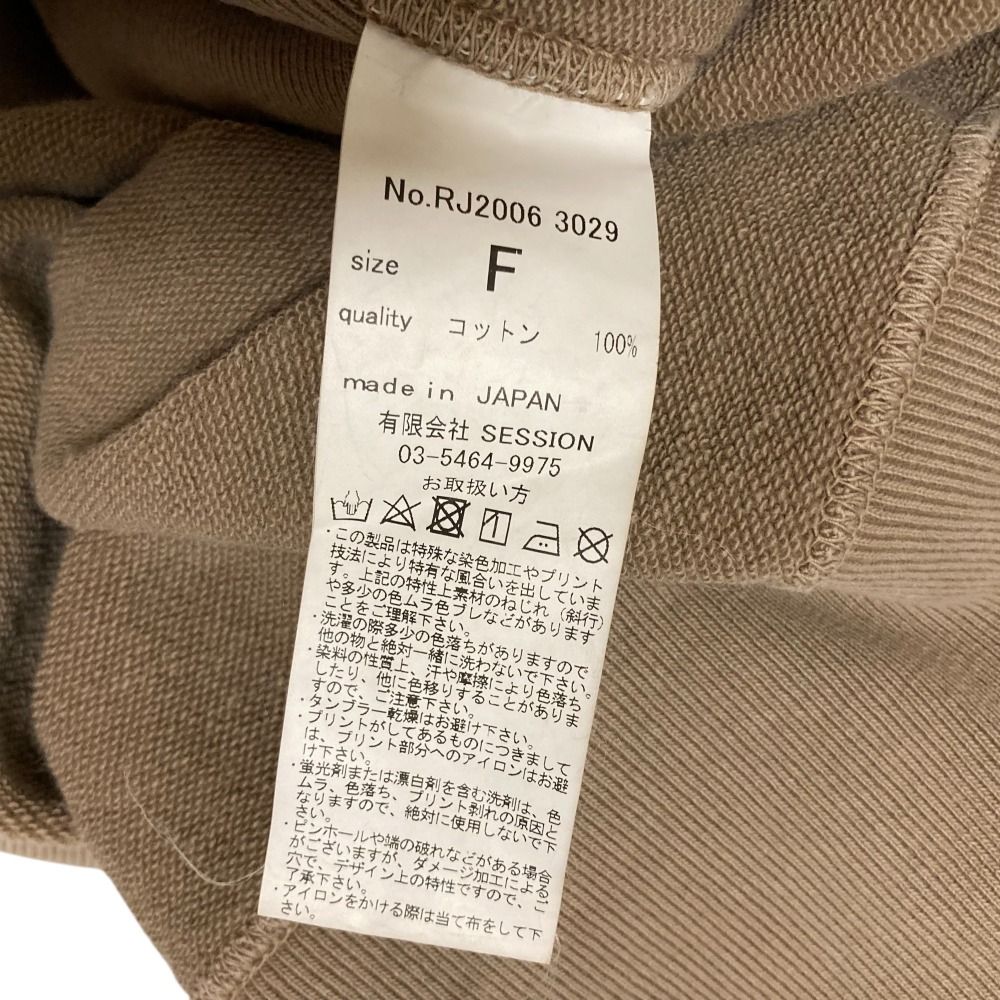 No.RJ2006 3029
size F
quality コットン 100%
made in JAPAN
有限会社 SESSION
03-5464-9975
お取扱い方
・この製品は特殊な染色加工やプリント
技法により特有な風合いを出していま
す。上記の特性上素材のねじれ（斜行）
や多少の色ムラ色ブレなどがあります
ことをご理解下さい。
・洗濯の際多少の色落ちがありますので
他の物と絶対一緒に洗わないで下さい。
・染料の性質上、汗や摩擦により色落ち
したり、他に色移りすることがありま
すので、ご注意下さい。
・タンブラー乾燥はお避け下さい。
・プリントがしてあるものにつきまして
は、プリント部分へのアイロンはお避
け下さい。
・蛍光剤または漂白剤を含む洗剤は、色
ムラ、色落ち、プリント剥れの原因と
なりますので、絶対に使用しないで下
さい。
・ピンホールや端の破れなどがある場合
がございますが、ダメージ加工による
穴で、デザイン上の特性ですので、ご
了承下さい。
・アイロンをかける際は当て布をして下
さい。